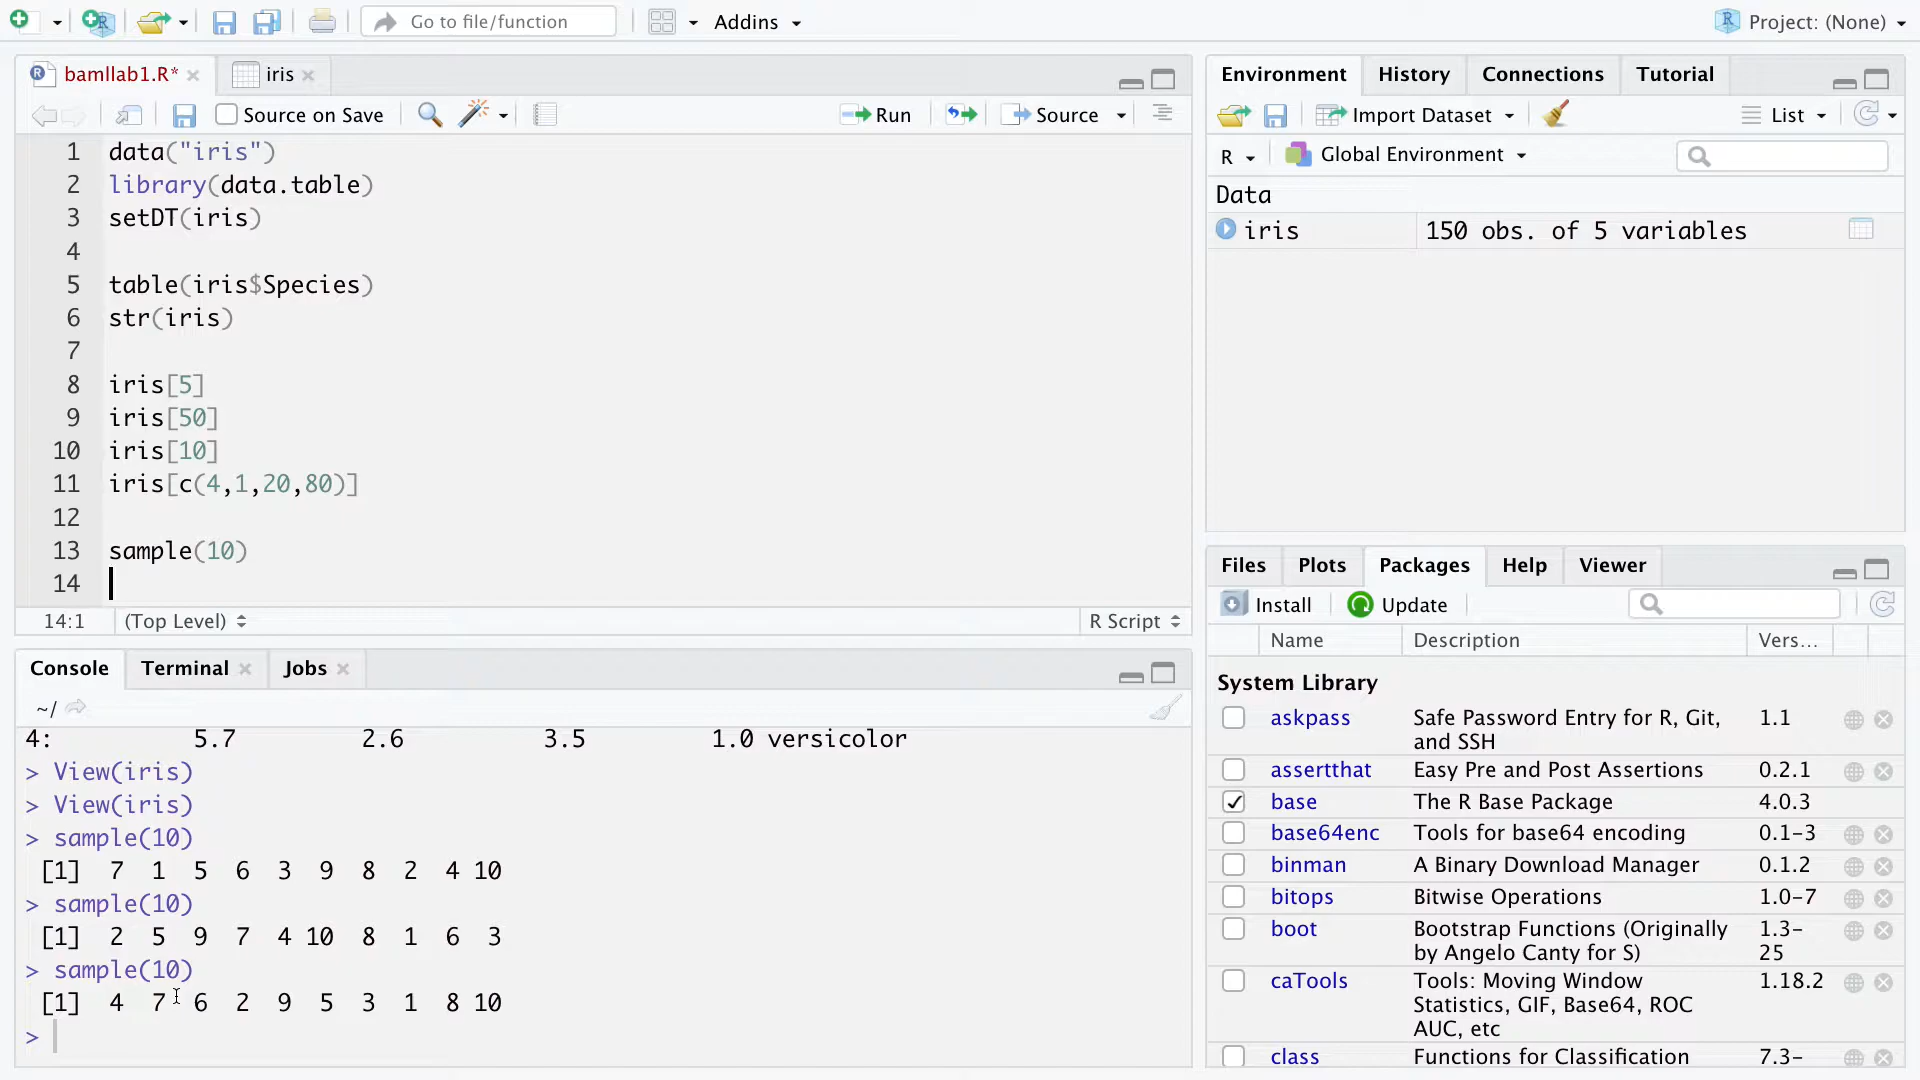 Go to file/function
Addins
Project: (None)
bamllab1.R*
iris
Source on Save
Run
Source
1 data("iris")
2 library(data.table)
3 setDT(iris)
4
5 table(iris$Species)
6 str(iris)
7
8 iris[5]
9 iris[50]
10 iris[10]
11 iris[c(4,1,20,80)]
12
13 sample(10)
14
14:1 (Top Level) R Script
Console Terminal Jobs
~/
4: 5.7 2.6 3.5 1.0 versicolor
> View(iris)
> View(iris)
> sample(10)
[1] 7 1 5 6 3 9 8 2 4 10
> sample(10)
[1] 2 5 9 7 4 10 8 1 6 3
> sample(10)
[1] 4 7 6 2 9 5 3 1 8 10
>
Environment History Connections Tutorial
Import Dataset List
R Global Environment
Data
iris 150 obs. of 5 variables
Files Plots Packages Help Viewer
Install Update
Name Description Vers...
System Library
askpass Safe Password Entry for R, Git, 1.1
and SSH
assertthat Easy Pre and Post Assertions 0.2.1
base The R Base Package 4.0.3
base64enc Tools for base64 encoding 0.1-3
binman A Binary Download Manager 0.1.2
bitops Bitwise Operations 1.0-7
boot Bootstrap Functions (Originally 1.3-
by Angelo Canty for S) 25
caTools Tools: Moving Window 1.18.2
Statistics, GIF, Base64, ROC
AUC, etc
class Functions for Classification 7.3-